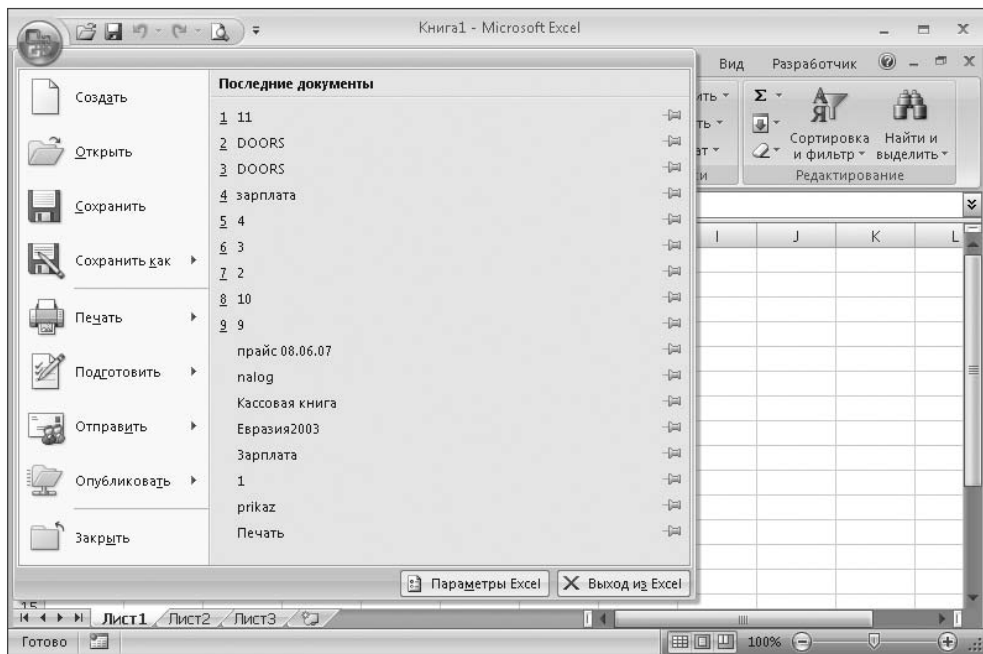 Книга1 - Microsoft Excel
Вид Разработчик
Создать
Открыть
Сохранить
Сохранить как
Печать
Подготовить
Отправить
Опубликовать
Закрыть
Последние документы
1 11
2 DOORS
3 DOORS
4 зарплата
5 4
6 3
7 2
8 10
9 9
прайс 08.06.07
nalog
Кассовая книга
Евразия2003
Зарплата
1
prikaz
Печать
Параметры Excel
Выход из Excel
Σ
Сортировка и фильтр
Найти и выделить
Редактирование
I J K L
15
Лист1 Лист2 Лист3
Готово
100%